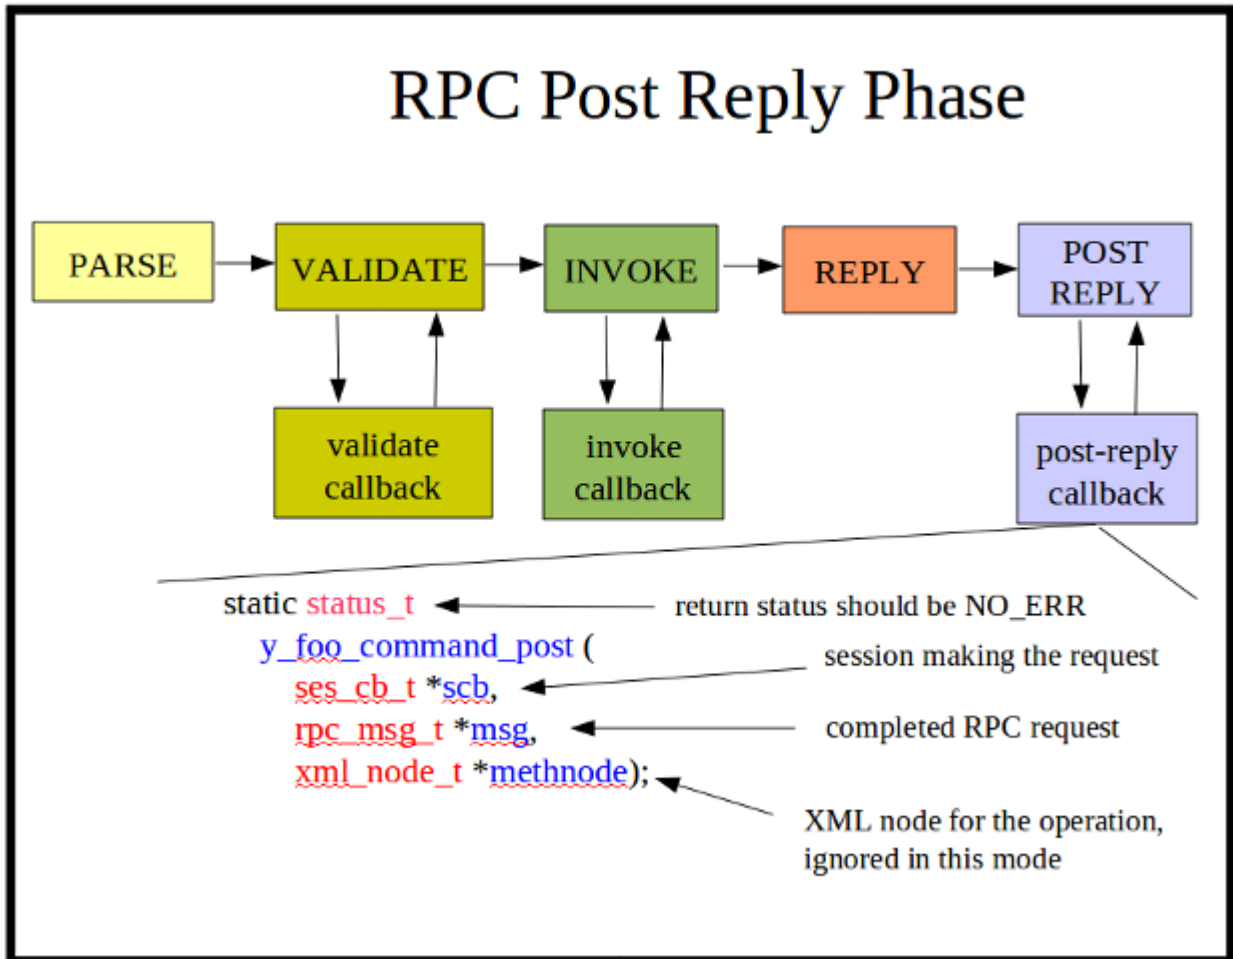 RPC Post Reply Phase
PARSE
VALIDATE
INVOKE
REPLY
POST
REPLY
validate
callback
invoke
callback
post-reply
callback
static status_t
return status should be NO_ERR
y_foo_command_post (
session making the request
ses_cb_t *scb,
rpc_msg_t *msg,
completed RPC request
xml_node_t *methnode);
XML node for the operation,
ignored in this mode